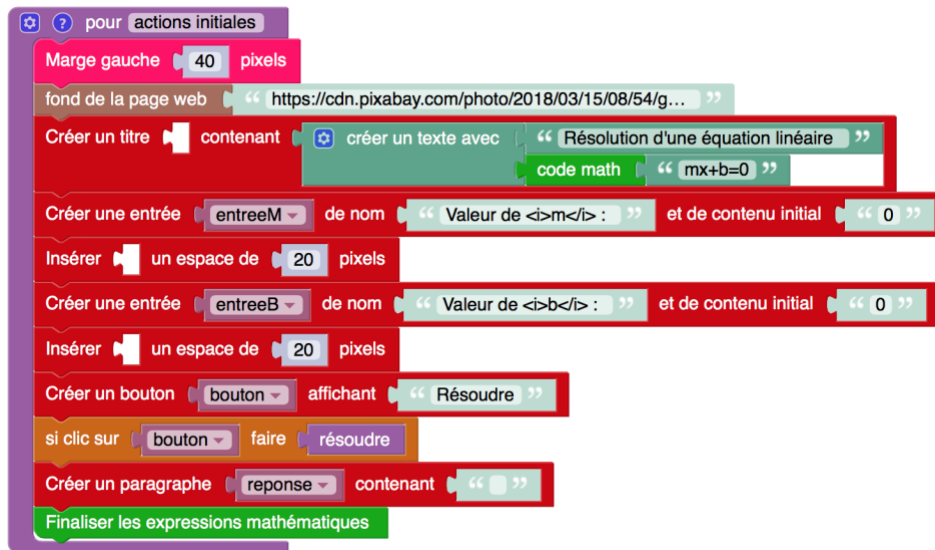 ? pour actions initiales
Marge gauche 40 pixels
fond de la page web “ https://cdn.pixabay.com/photo/2018/03/15/08/54/g… ”
Créer un titre contenant créer un texte avec “ Résolution d'une équation linéaire ”
code math “ mx+b=0 ”
Créer une entrée entreeM de nom “ Valeur de <i>m</i> : ” et de contenu initial “ 0 ”
Insérer un espace de 20 pixels
Créer une entrée entreeB de nom “ Valeur de <i>b</i> : ” et de contenu initial “ 0 ”
Insérer un espace de 20 pixels
Créer un bouton bouton affichant “ Résoudre ”
si clic sur bouton faire résoudre
Créer un paragraphe reponse contenant “ ”
Finaliser les expressions mathématiques